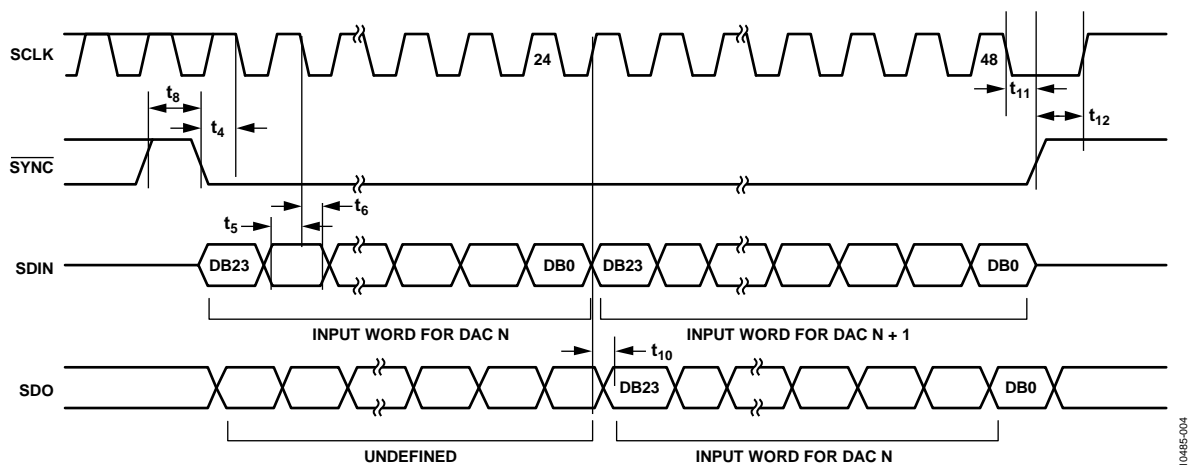 SCLK
24
48
t8
t11
t4
t12
SYNC
t6
t5
SDIN
DB23
DB0
DB23
DB0
INPUT WORD FOR DAC N
INPUT WORD FOR DAC N + 1
t10
SDO
DB23
DB0
UNDEFINED
INPUT WORD FOR DAC N
10485-004